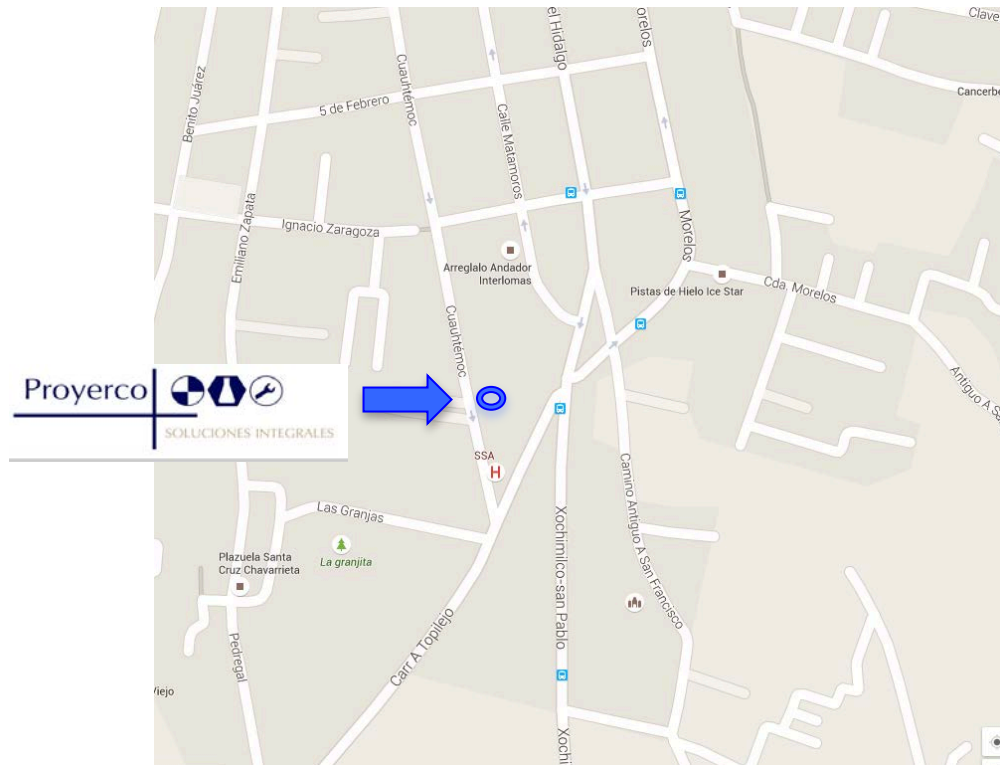 Clave
orelos
el Hidalgo
Cuauhtémoc
Benito Juárez
5 de Febrero
Calle Matamoros
Cancerbe
Emiliano Zapata
Ignacio Zaragoza
Morelos
Arreglalo Andador
Interlomas
Pistas de Hielo Ice Star
Cda. Morelos
Cuauhtémoc
Antiguo A Sa
Proyerco
SOLUCIONES INTEGRALES
SSA
H
Las Granjas
Camino Antiguo A San Francisco
Xochimilco-san Pablo
Plazuela Santa
Cruz Chavarrieta
La granjita
Carr A Topilejo
Pedregal
Viejo
Xochi